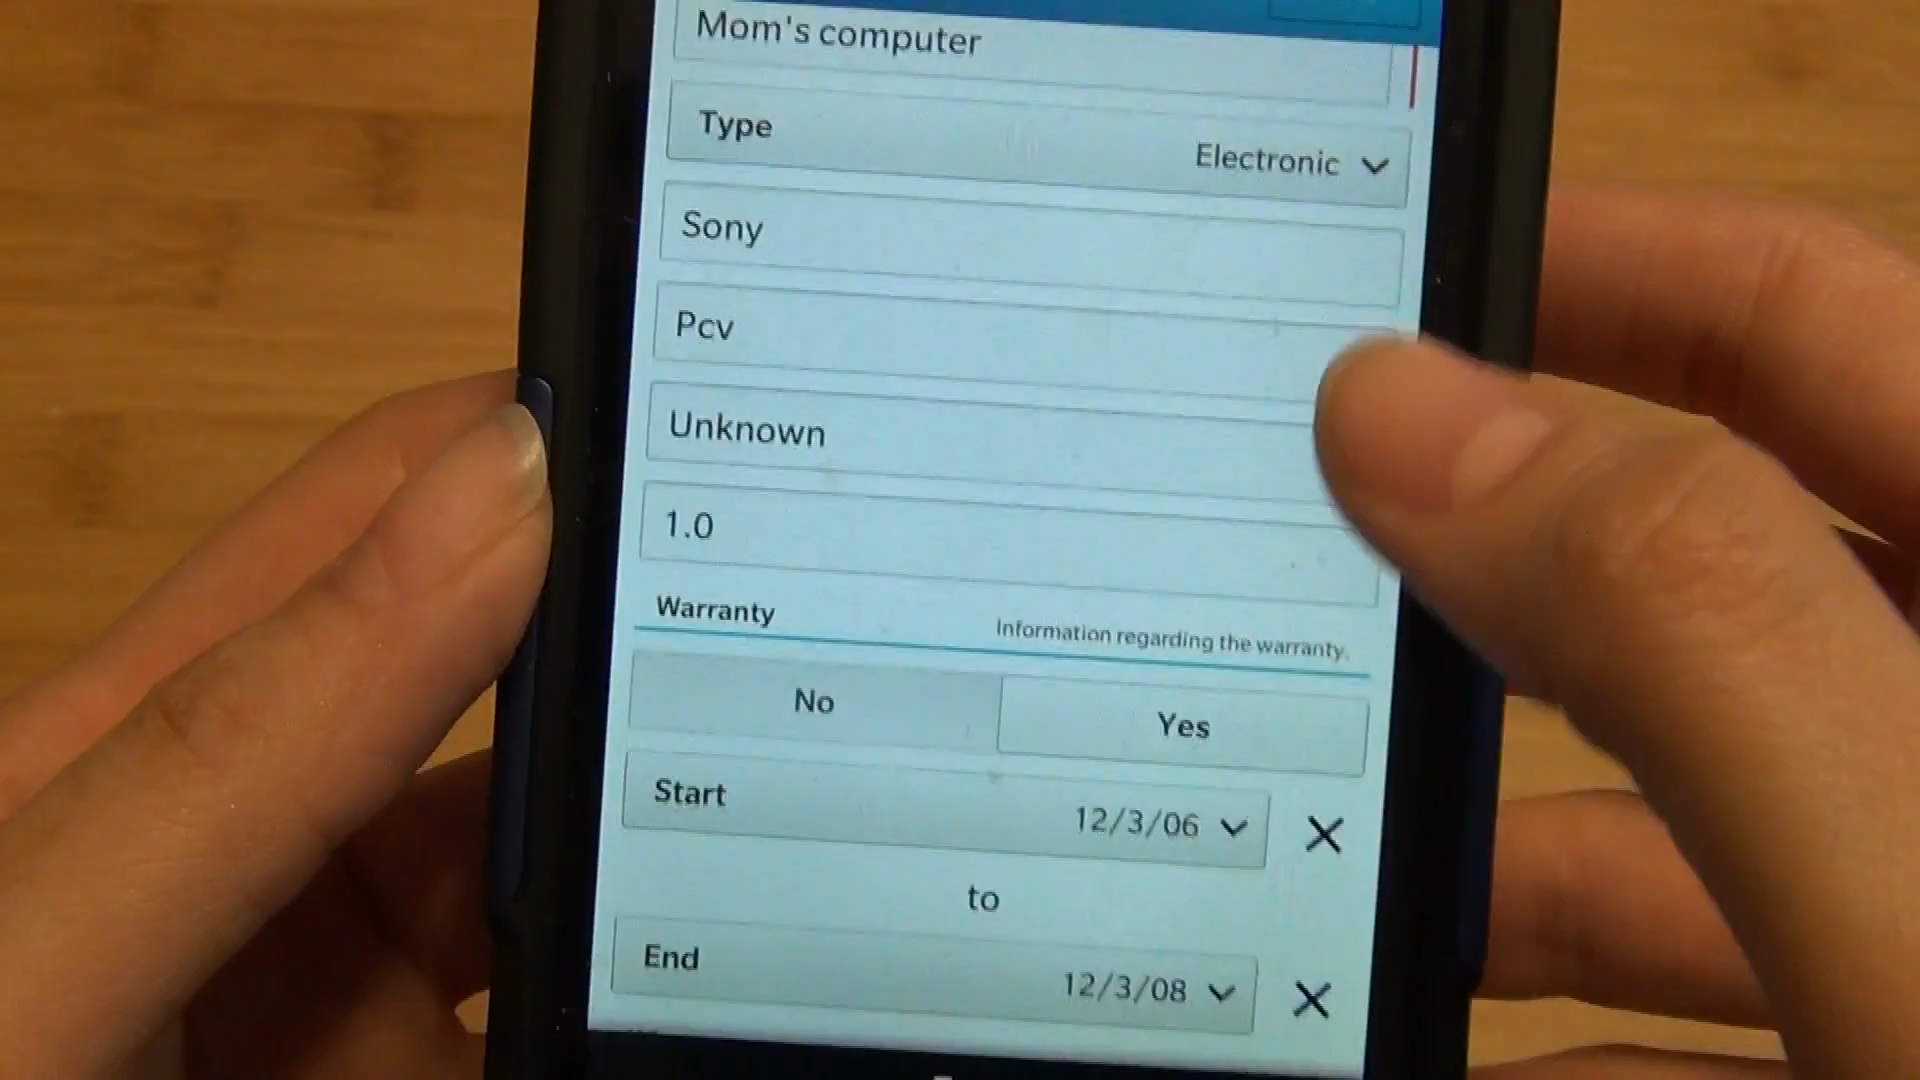 Mom's computer
Type Electronic
Sony
Pcv
Unknown
1.0
Warranty Information regarding the warranty.
No Yes
Start 12/3/06
to
End 12/3/08